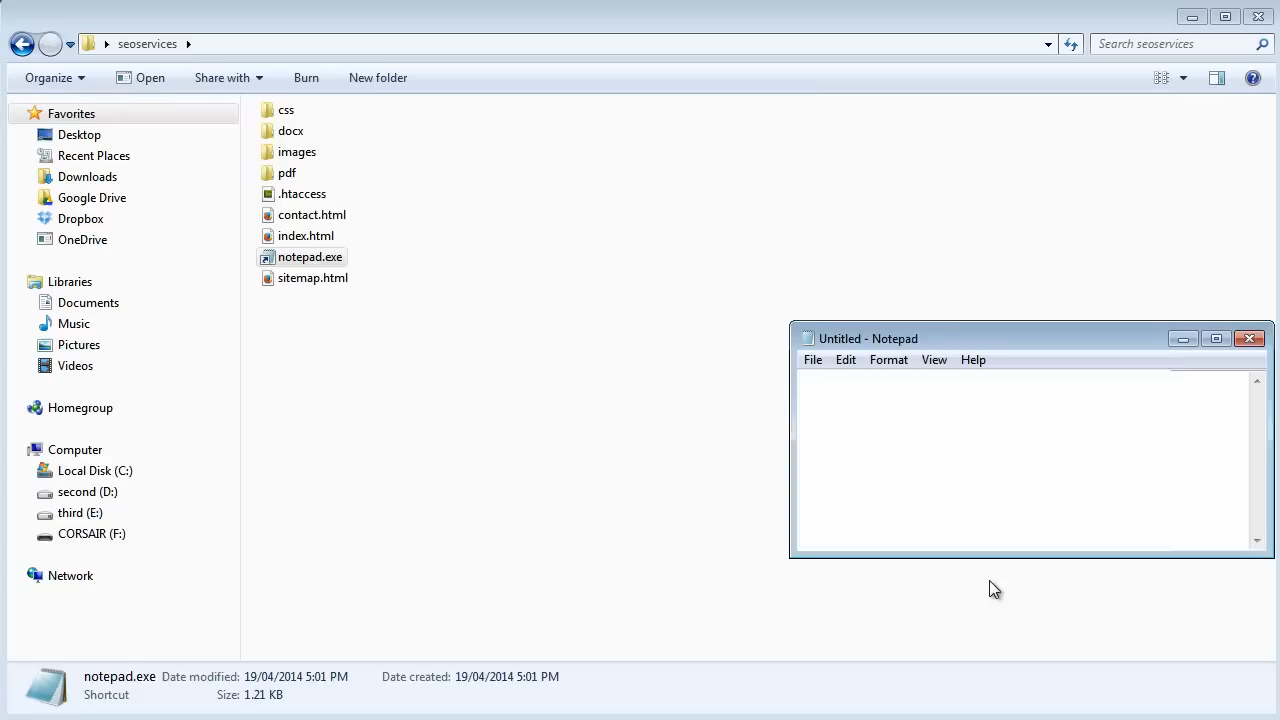 seoservices
Search seoservices
Organize
Open
Share with
Burn
New folder
Favorites
Desktop
Recent Places
Downloads
Google Drive
Dropbox
OneDrive
Libraries
Documents
Music
Pictures
Videos
Homegroup
Computer
Local Disk (C:)
second (D:)
third (E:)
CORSAIR (F:)
Network
css
docx
images
pdf
.htaccess
contact.html
index.html
notepad.exe
sitemap.html
Untitled - Notepad
File Edit Format View Help
notepad.exe Date modified: 19/04/2014 5:01 PM Date created: 19/04/2014 5:01 PM
Shortcut Size: 1.21 KB